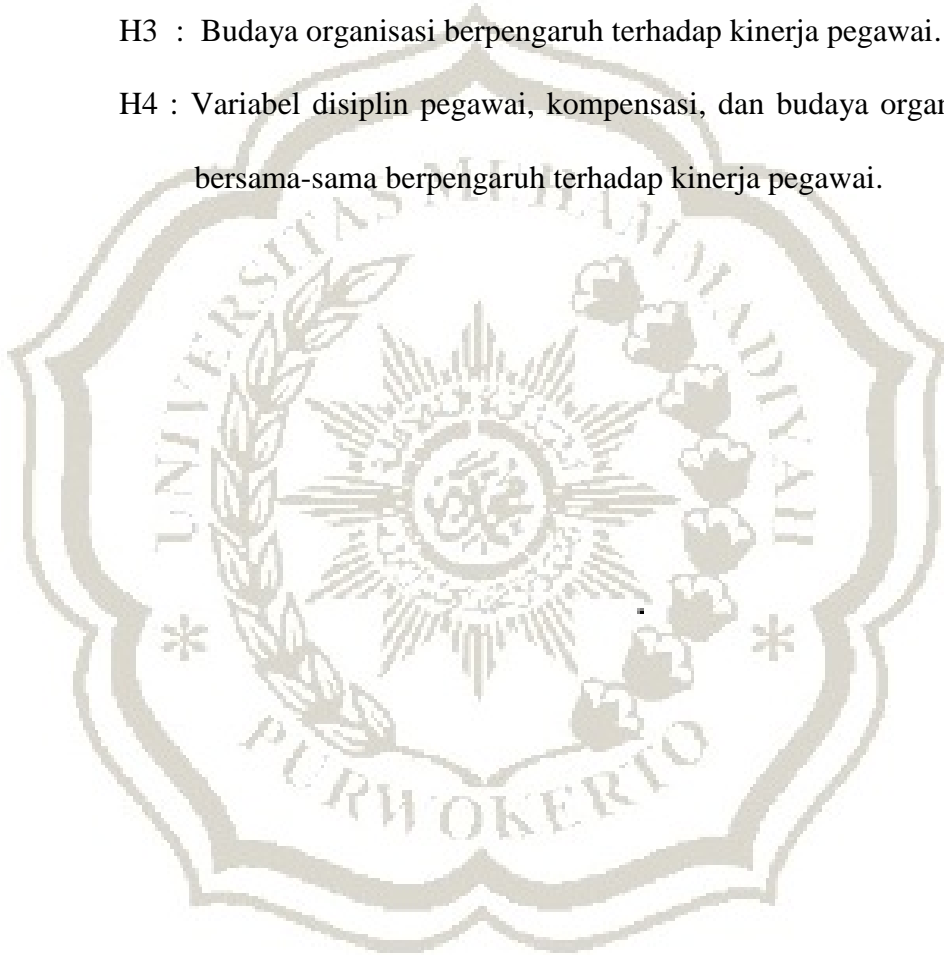 H3 : Budaya organisasi berpengaruh terhadap kinerja pegawai.
H4 : Variabel disiplin pegawai, kompensasi, dan budaya
bersama-sama berpengaruh terhadap kinerja pegawai.
UNIVERSITAS MUHAMMADIYAH
* PURWOKERTO *